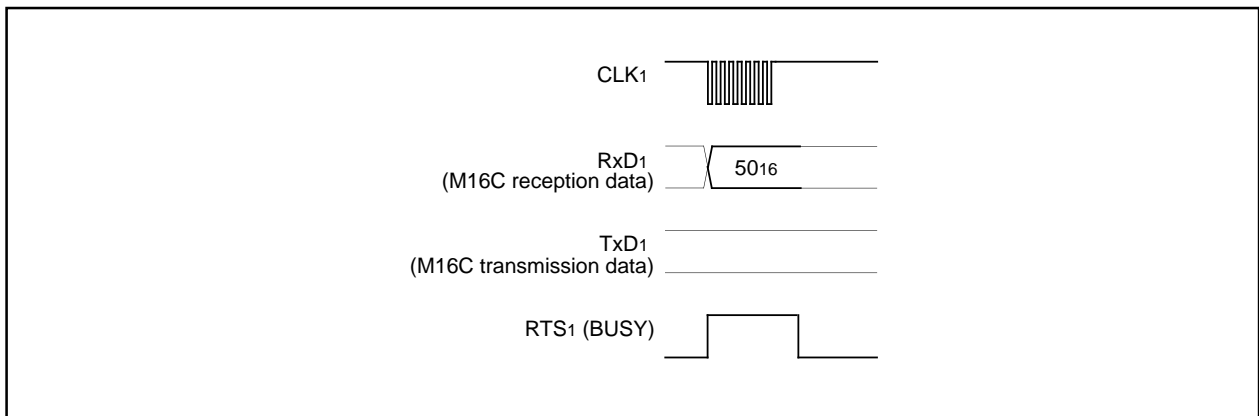 CLK1
RxD1
(M16C reception data)
5016
TxD1
(M16C transmission data)
RTS1 (BUSY)